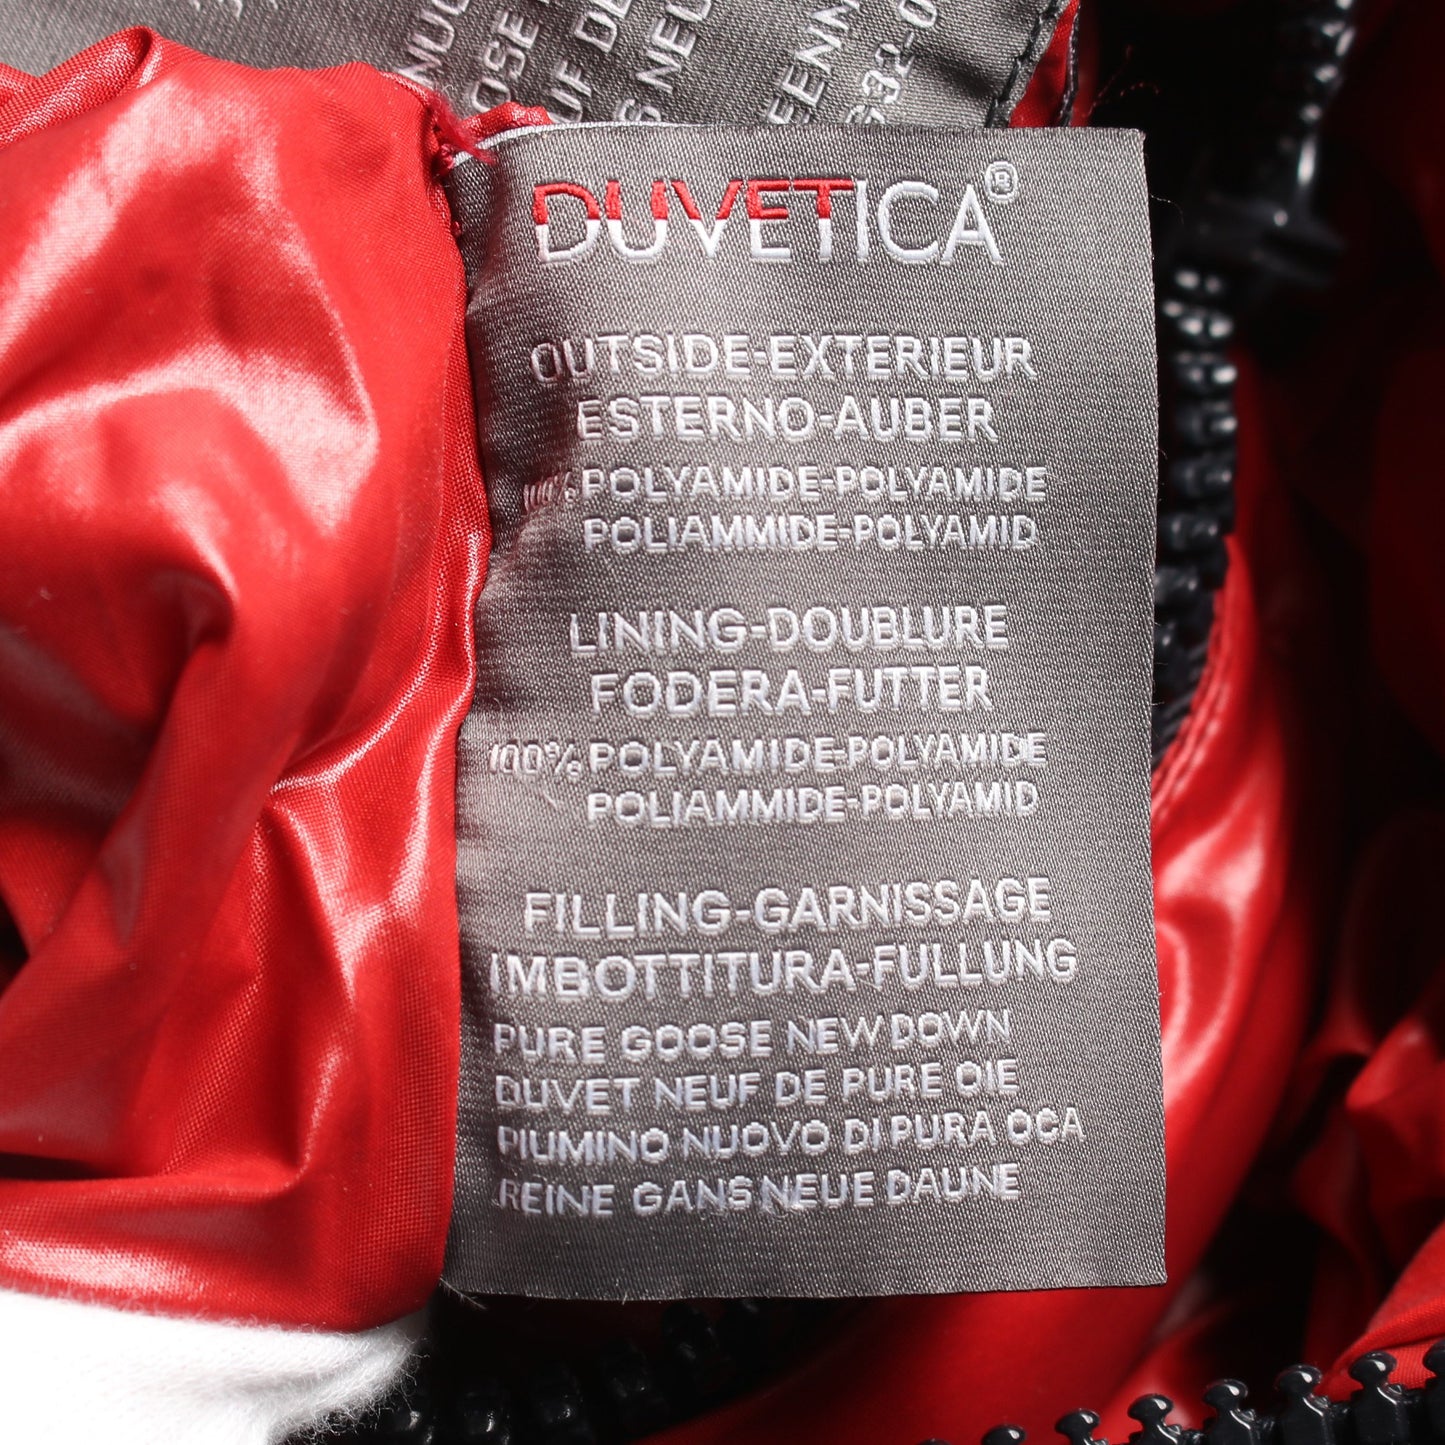 DUVETICA®
OUTSIDE-EXTERIEUR
ESTERNO-AUBER
100% POLYAMIDE-POLYAMIDE
POLIAMMIDE-POLYAMID
LINING-DOUBLURE
FODERA-FUTTER
100% POLYAMIDE-POLYAMIDE
POLIAMMIDE-POLYAMID
FILLING-GARNISSAGE
IMBOTTITURA-FULLUNG
PURE GOOSE NEW DOWN
DUVET NEUF DE PURE OIE
PIUMINO NUOVO DI PURA OCA
REINE GANS NEUE DAUNE